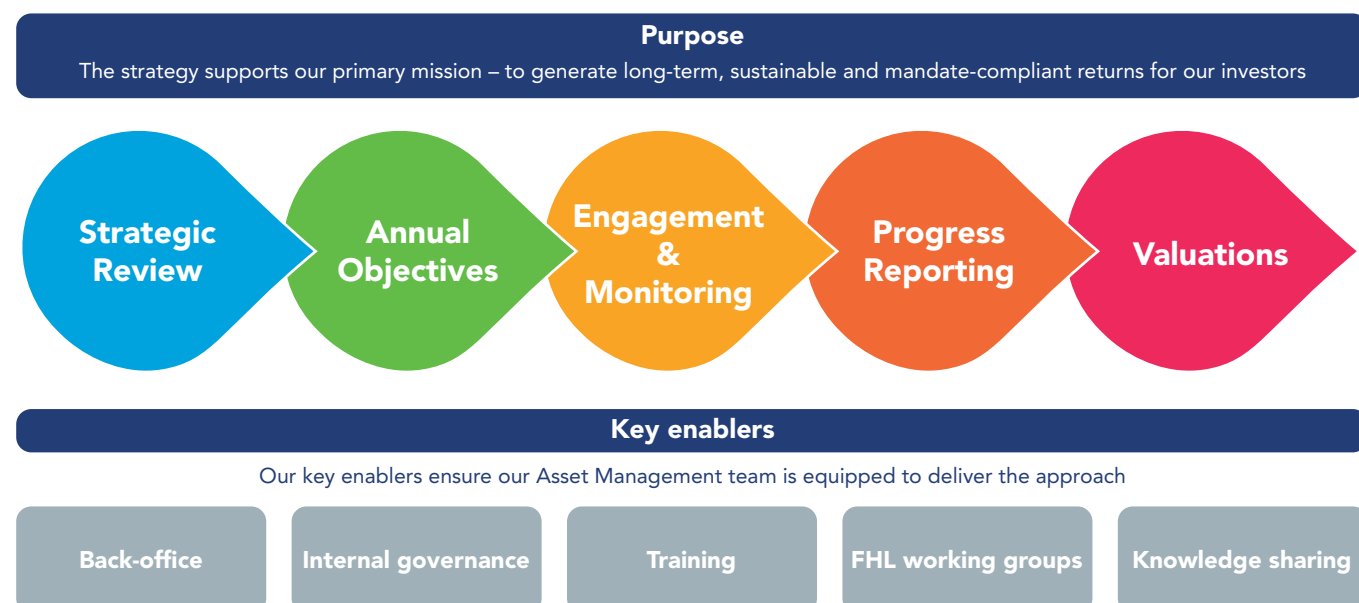 Purpose
The strategy supports our primary mission – to generate long-term, sustainable and mandate-compliant returns for our investors
Strategic
Review
Annual
Objectives
Engagement
&
Monitoring
Progress
Reporting
Valuations
Key enablers
Our key enablers ensure our Asset Management team is equipped to deliver the approach
Back-office
Internal governance
Training
FHL working groups
Knowledge sharing